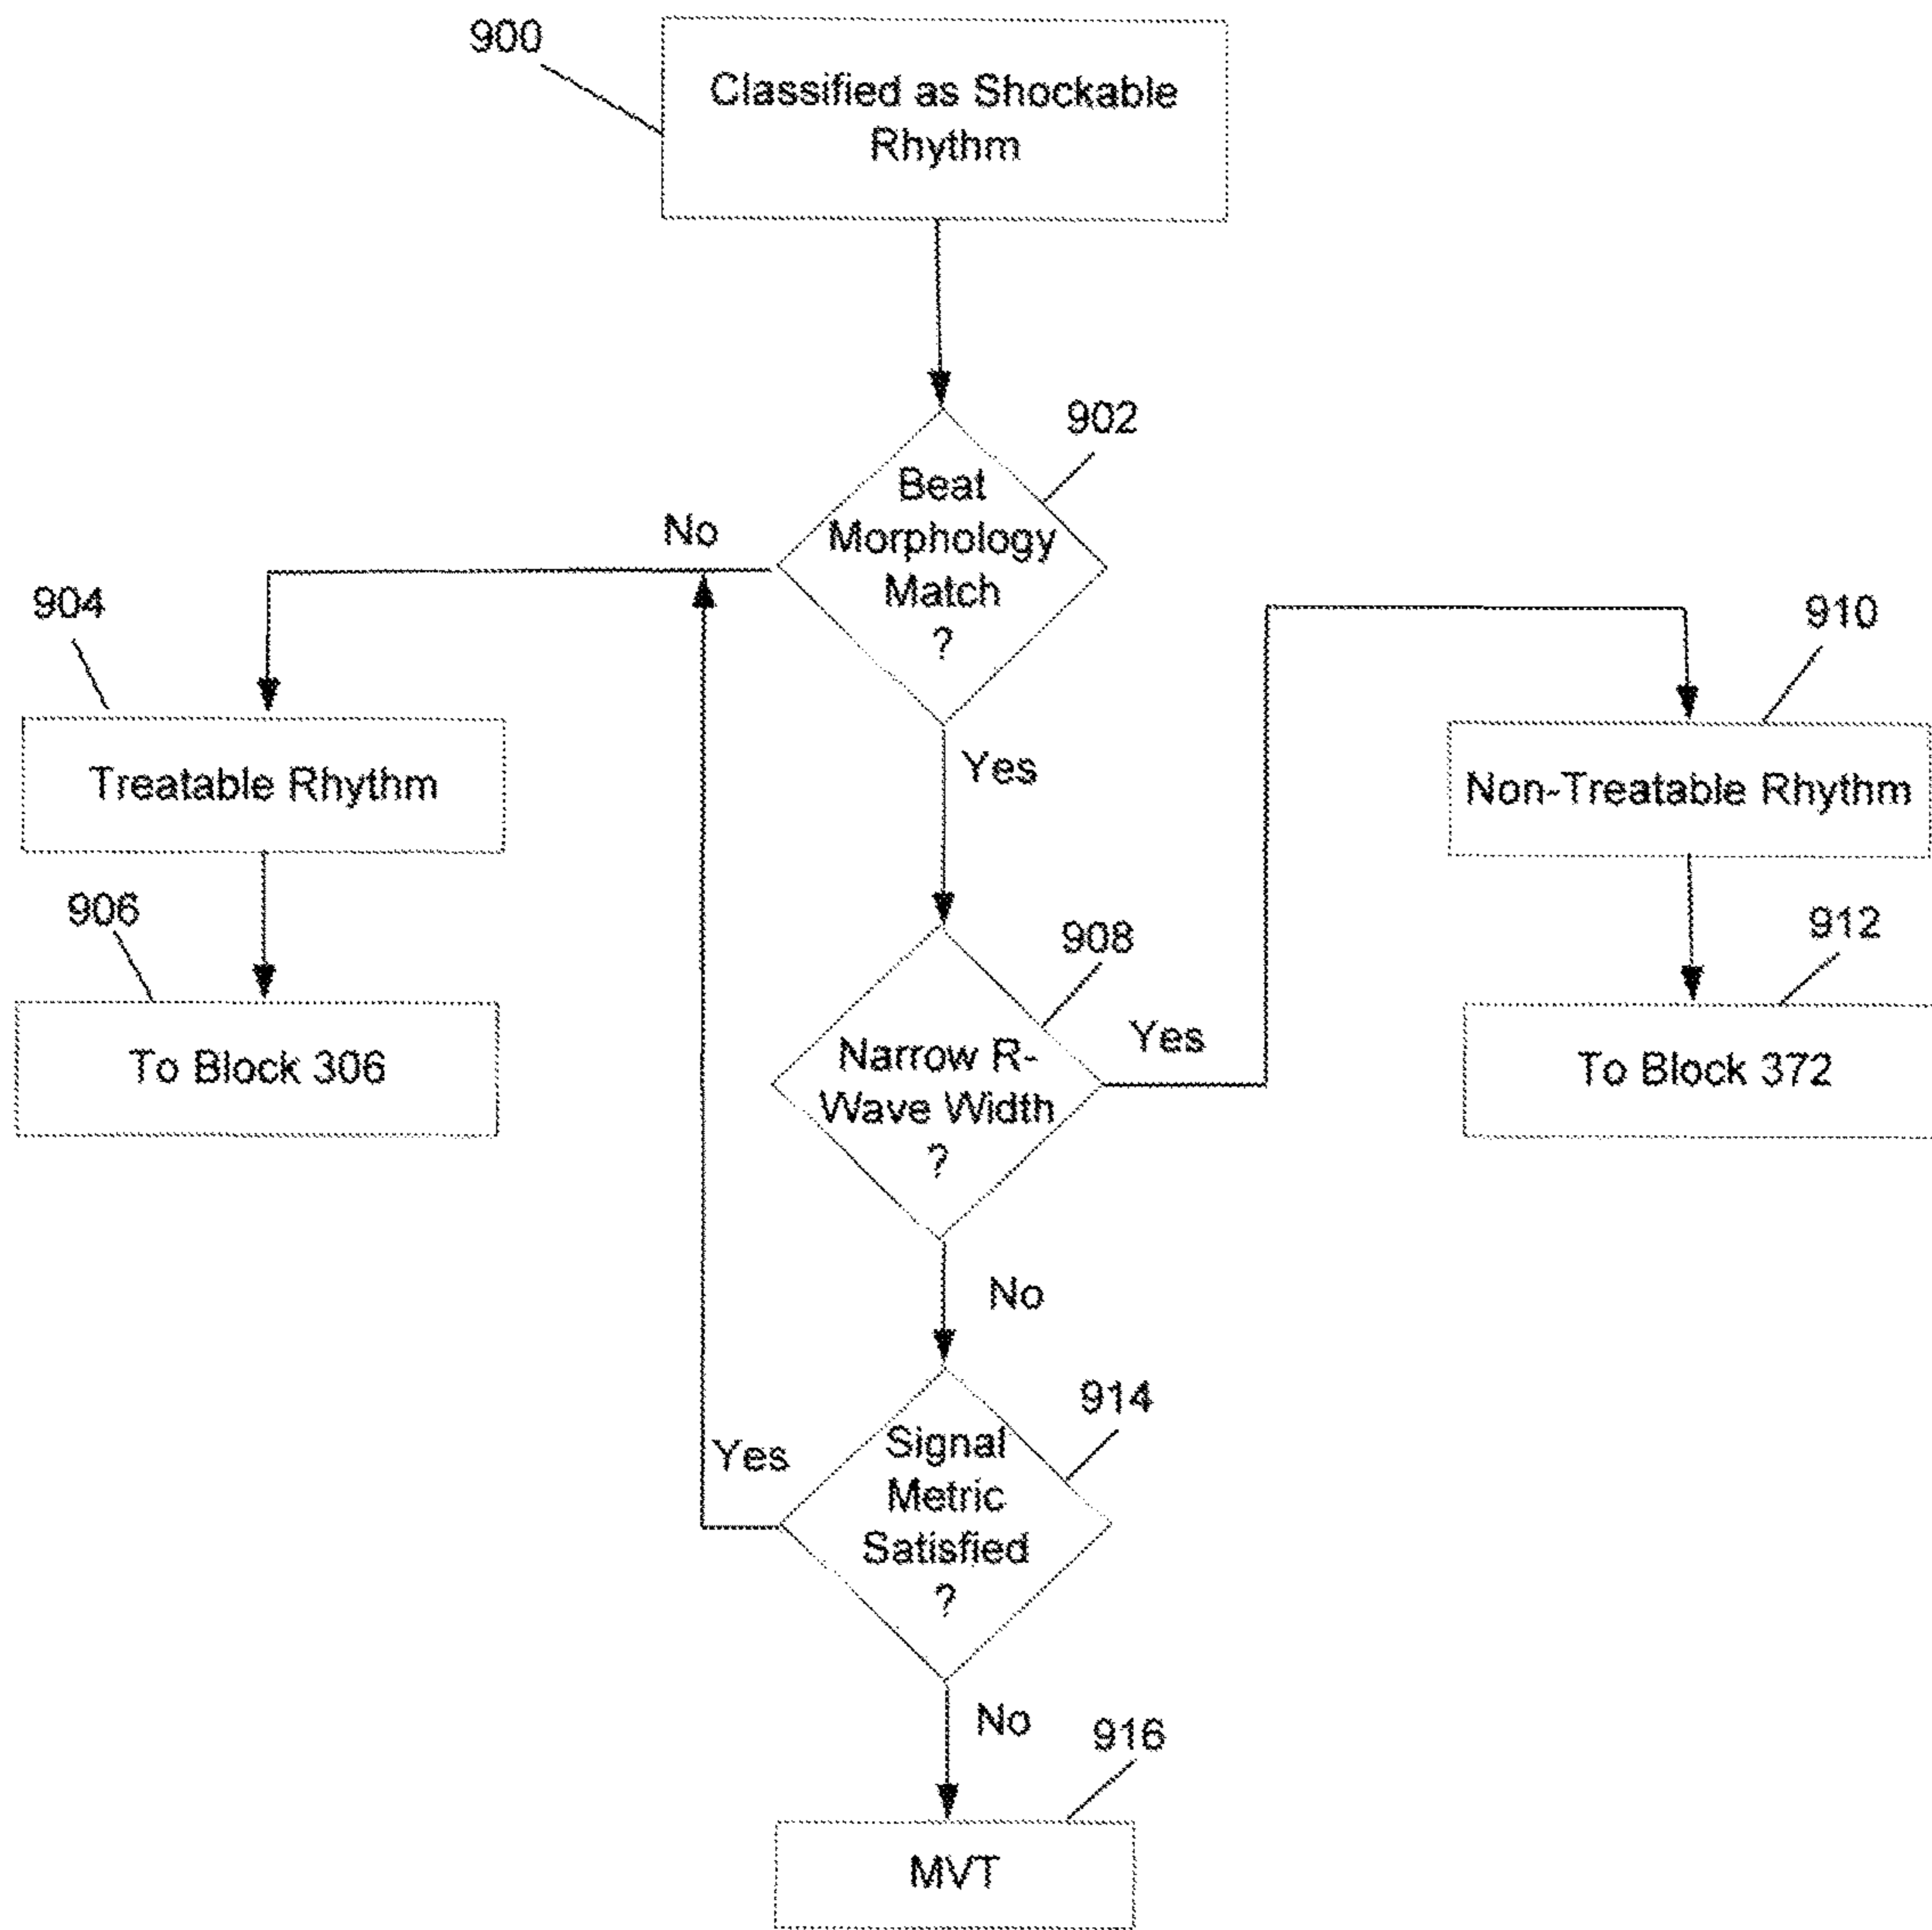 900
Classified as Shockable
Rhythm
902
Beat
Morphology
Match
?
No
Yes
904
Treatable Rhythm
906
To Block 306
910
Non-Treatable Rhythm
912
To Block 372
908
Narrow R-
Wave Width
?
Yes
No
914
Signal
Metric
Satisfied
?
Yes
No
916
MVT